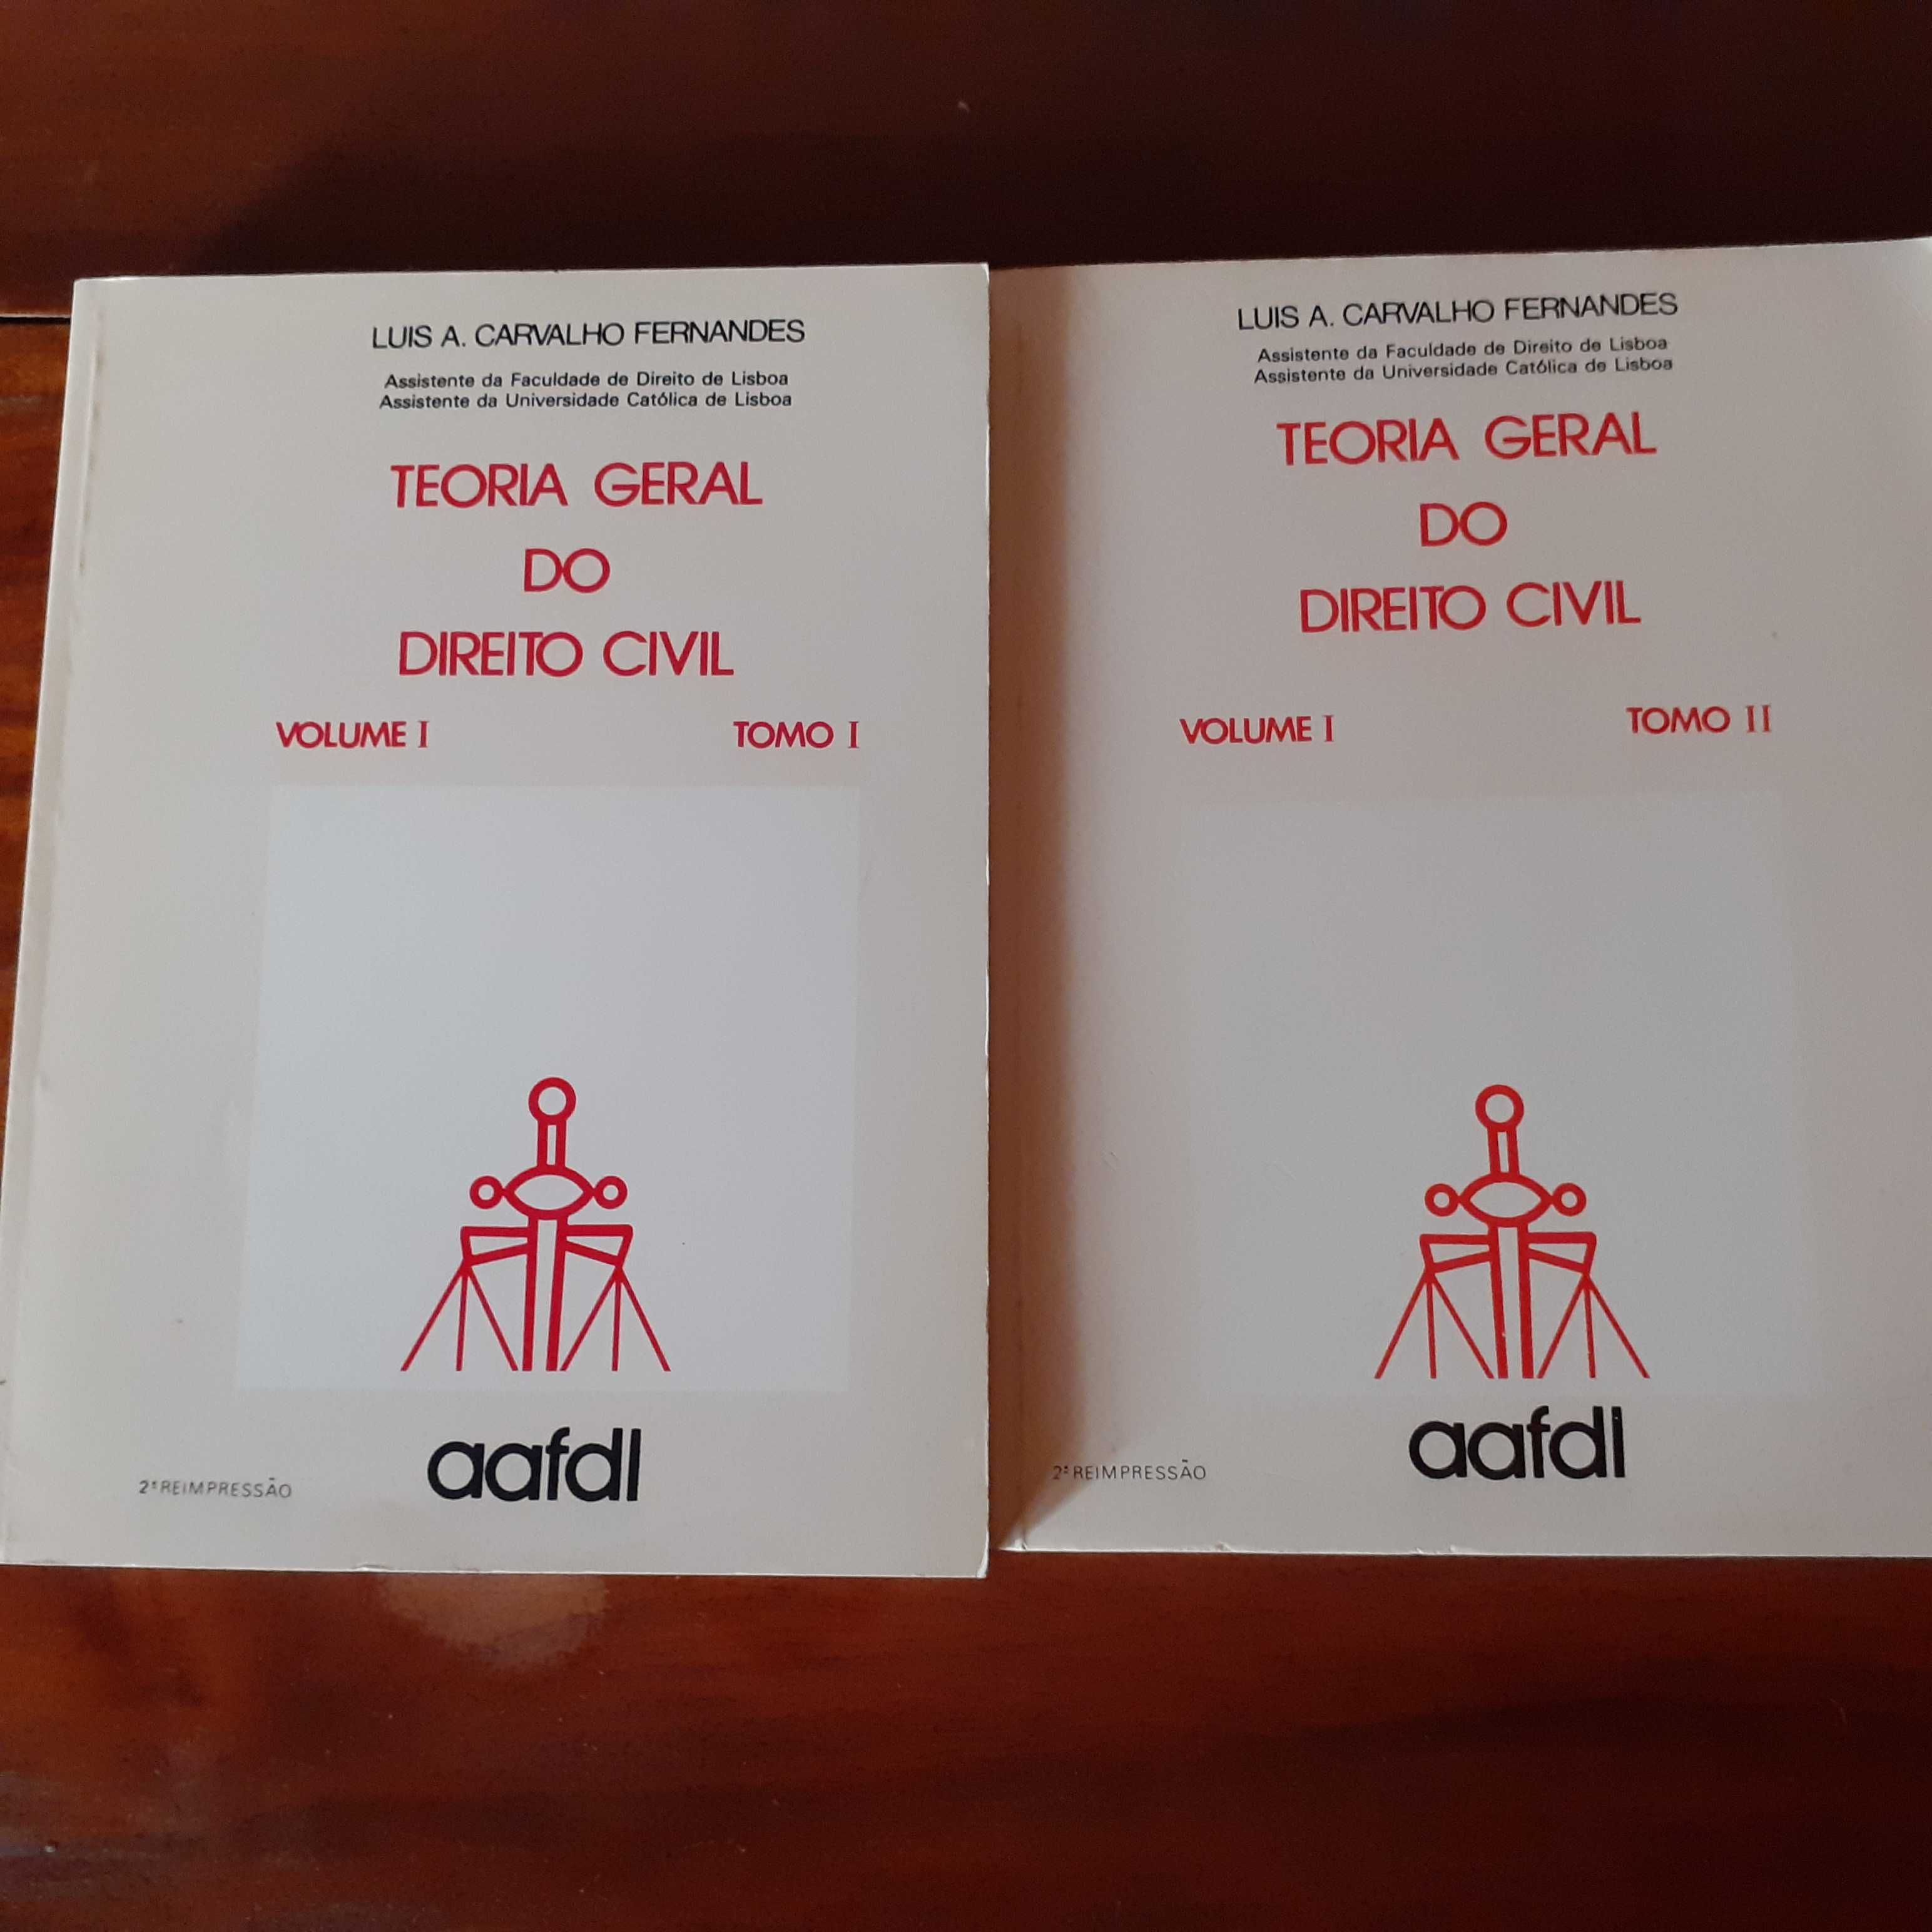 LUIS A. CARVALHO FERNANDES
Assistente da Faculdade de Direito de Lisboa
Assistente da Universidade Católica de Lisboa
TEORIA GERAL
DO
DIREITO CIVIL
VOLUME I TOMO I
2ª REIMPRESSÃO
aafdl
LUIS A. CARVALHO FERNANDES
Assistente da Faculdade de Direito de Lisboa
Assistente da Universidade Católica de Lisboa
TEORIA GERAL
DO
DIREITO CIVIL
VOLUME I TOMO II
2ª REIMPRESSÃO
aafdl